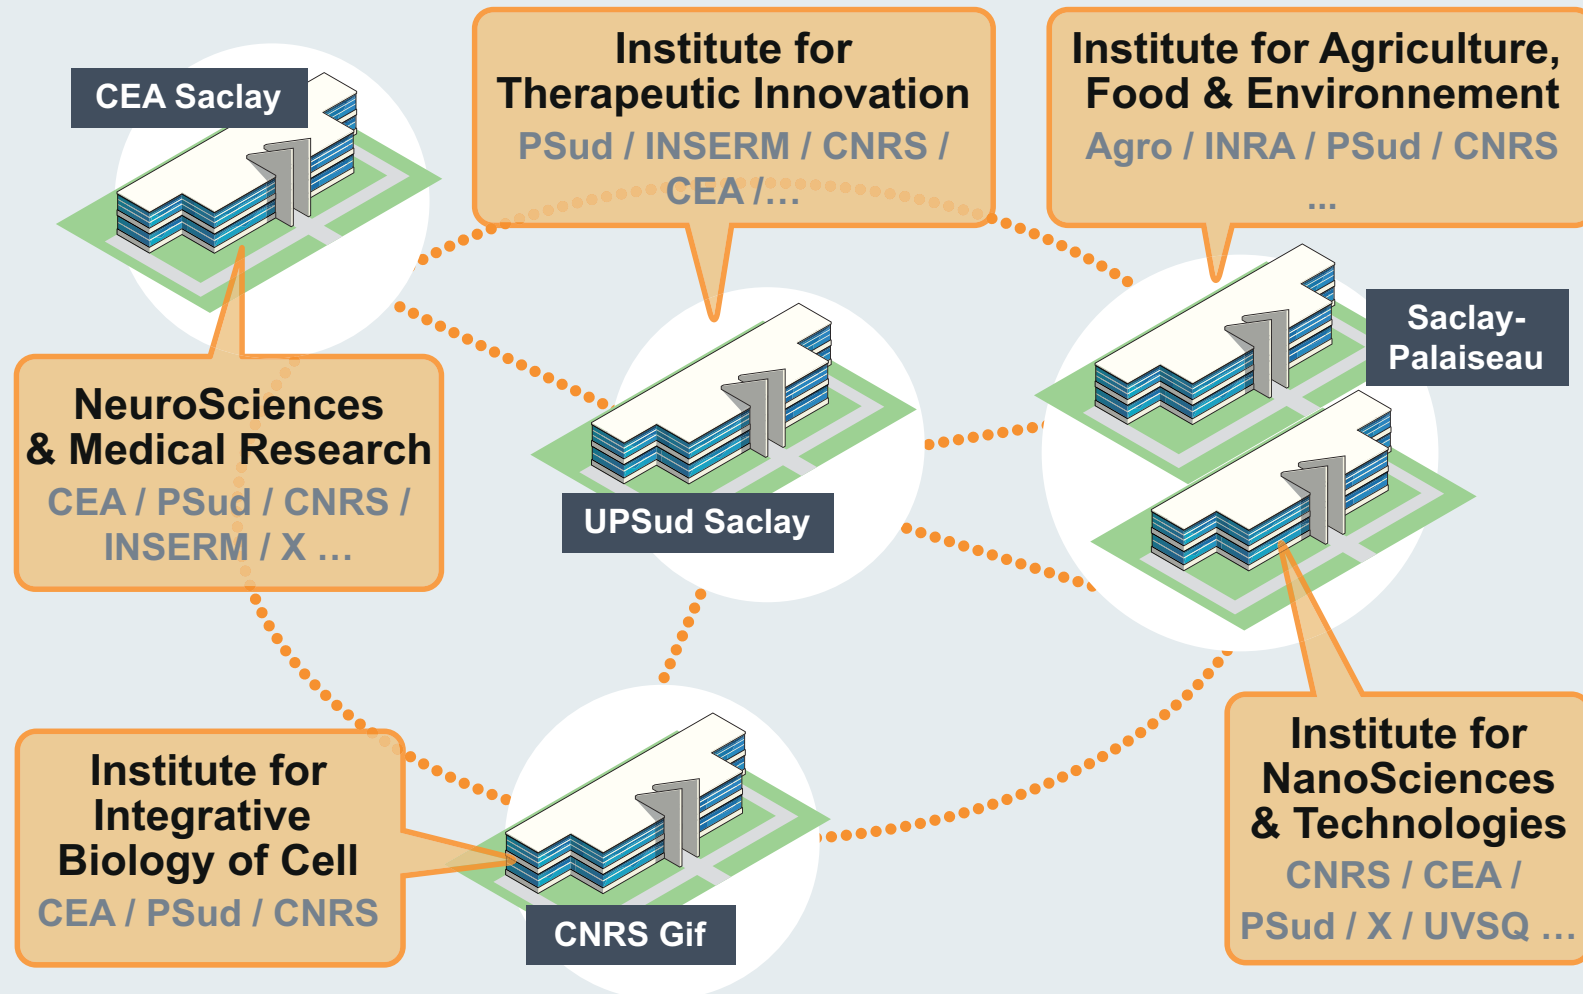 CEA Saclay
Institute for
Therapeutic Innovation
PSud / INSERM / CNRS /
CEA /…
Institute for Agriculture,
Food & Environnement
Agro / INRA / PSud / CNRS
...
Saclay-
Palaiseau
NeuroSciences
& Medical Research
CEA / PSud / CNRS /
INSERM / X …
UPSud Saclay
Institute for
Integrative
Biology of Cell
CEA / PSud / CNRS
CNRS Gif
Institute for
NanoSciences
& Technologies
CNRS / CEA /
PSud / X / UVSQ …